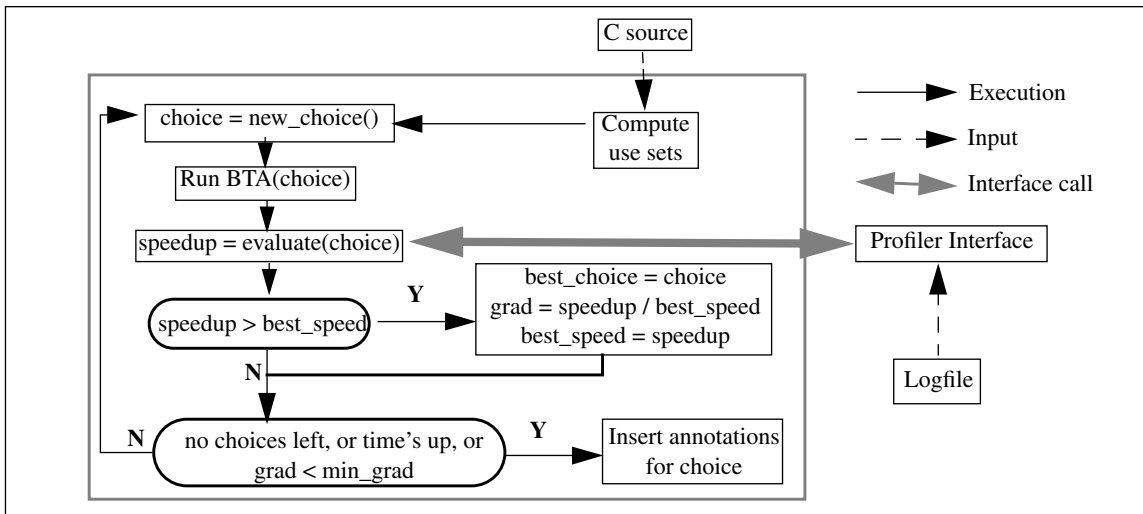 C source
choice = new_choice()
Compute
use sets
Run BTA(choice)
speedup = evaluate(choice)
speedup > best_speed
Y
best_choice = choice
grad = speedup / best_speed
best_speed = speedup
N
N
no choices left, or time's up, or
grad < min_grad
Y
Insert annotations
for choice
Execution
Input
Interface call
Profiler Interface
Logfile